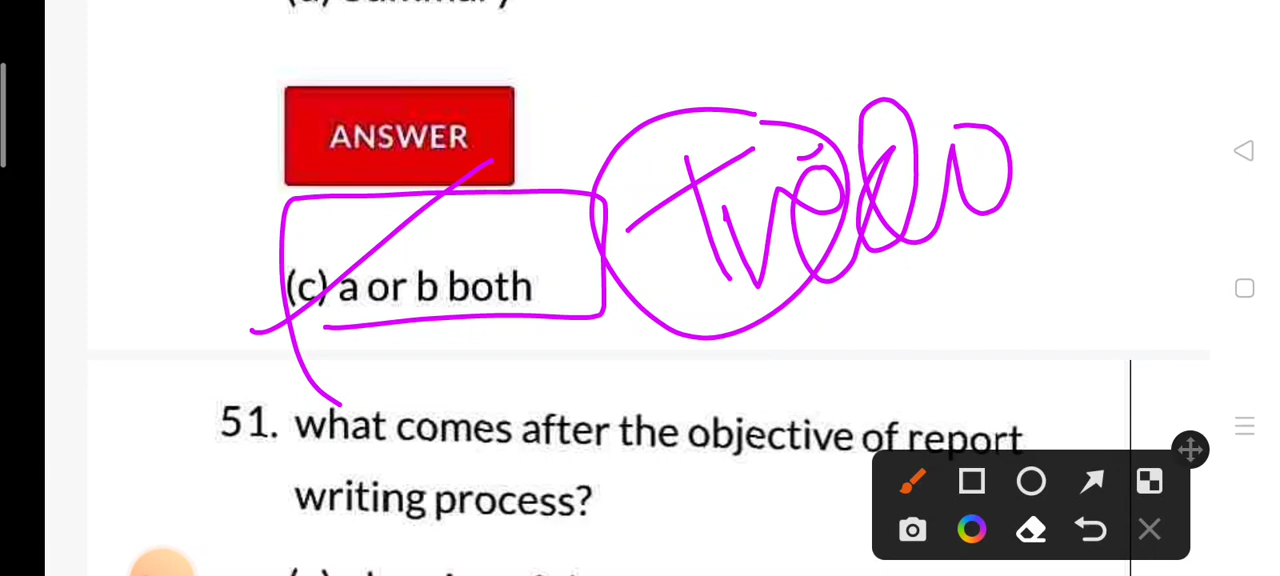 ANSWER
(c) a or b both
51. what comes after the objective of report
writing process?